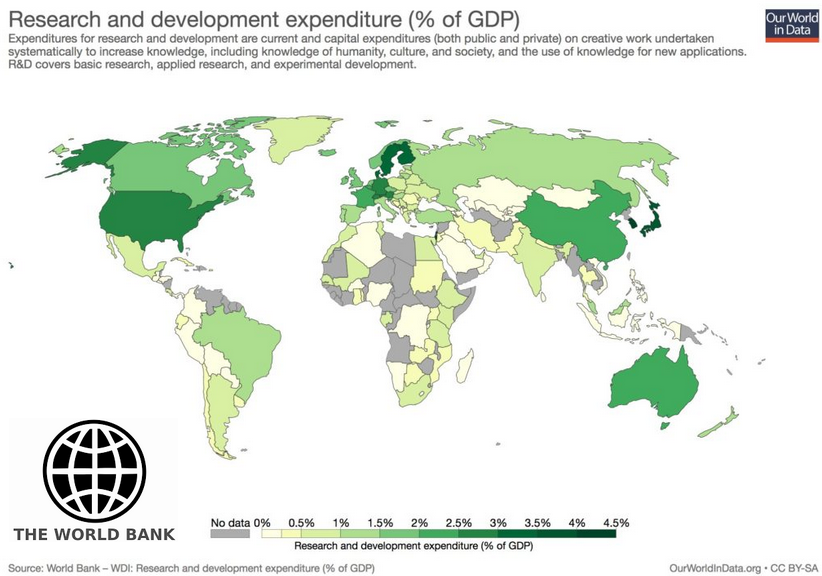 Research and development expenditure (% of GDP)
Expenditures for research and development are current and capital expenditures (both public and private) on creative work undertaken
systematically to increase knowledge, including knowledge of humanity, culture, and society, and the use of knowledge for new applications.
R&D covers basic research, applied research, and experimental development.
Our World
in Data
THE WORLD BANK
No data 0% 0.5% 1% 1.5% 2% 2.5% 3% 3.5% 4% 4.5%
Research and development expenditure (% of GDP)
Source: World Bank – WDI: Research and development expenditure (% of GDP)
OurWorldInData.org • CC BY-SA